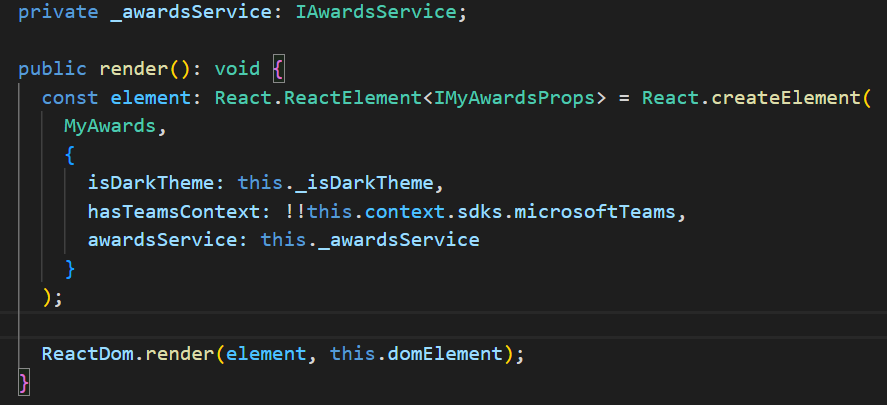 private _awardsService: IAwardsService;
public render(): void {
const element: React.ReactElement<IMyAwardsProps> = React.createElement(
MyAwards,
{
isDarkTheme: this._isDarkTheme,
hasTeamsContext: !!this.context.sdks.microsoftTeams,
awardsService: this._awardsService
}
);
ReactDom.render(element, this.domElement);
}